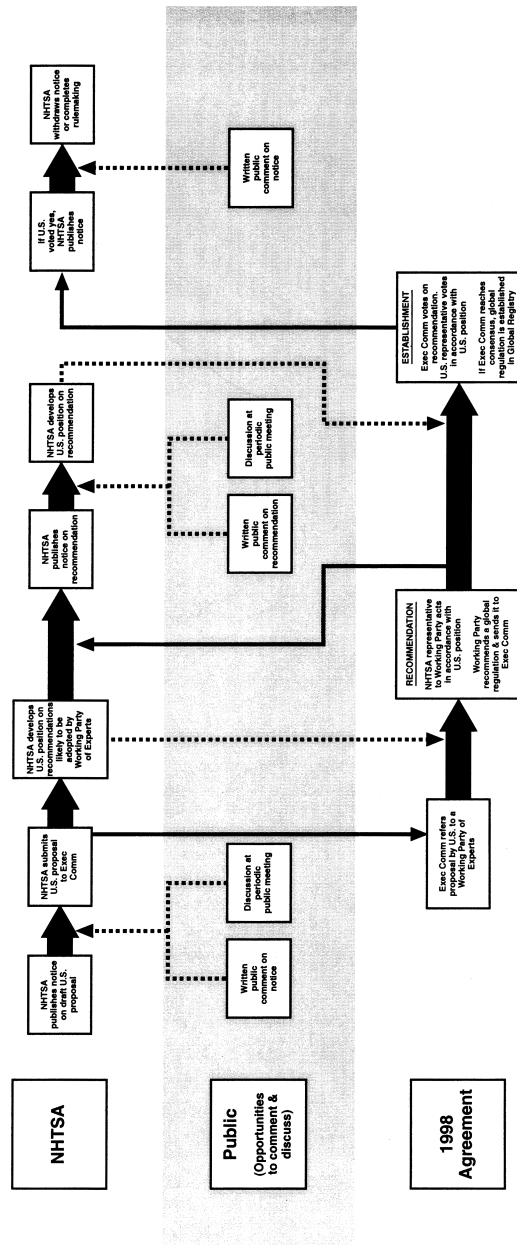 NHTSA
NHTSA
publishes notice
on draft U.S.
proposal
NHTSA submits
U.S. proposal
to Exec
Comm
NHTSA develops
U.S. position on
recommendations
likely to be
adopted by
Working Party
of Experts
NHTSA
publishes
notice on
recommendation
NHTSA develops
U.S. position on
recommendation
If U.S.
voted yes,
NHTSA
publishes
notice
NHTSA
withdraws notice
or completes
rulemaking
Public
(Opportunities
to comment &
discuss)
Written
public
comment on
notice
Discussion at
periodic
public meeting
Written
public
comment on
recommendation
Discussion at
periodic
public meeting
Written
public
comment on
notice
1998
Agreement
Exec Comm refers
proposal by U.S. to a
Working Party of
Experts
RECOMMENDATION
NHTSA representative
to Working Party acts
in accordance with
U.S. position
Working Party
recommends a global
regulation & sends it to
Exec Comm
ESTABLISHMENT
Exec Comm votes on
recommendation.
U.S. representative votes
in accordance with
U.S. position
If Exec Comm reaches
consensus, global
regulation is established
in Global Registry